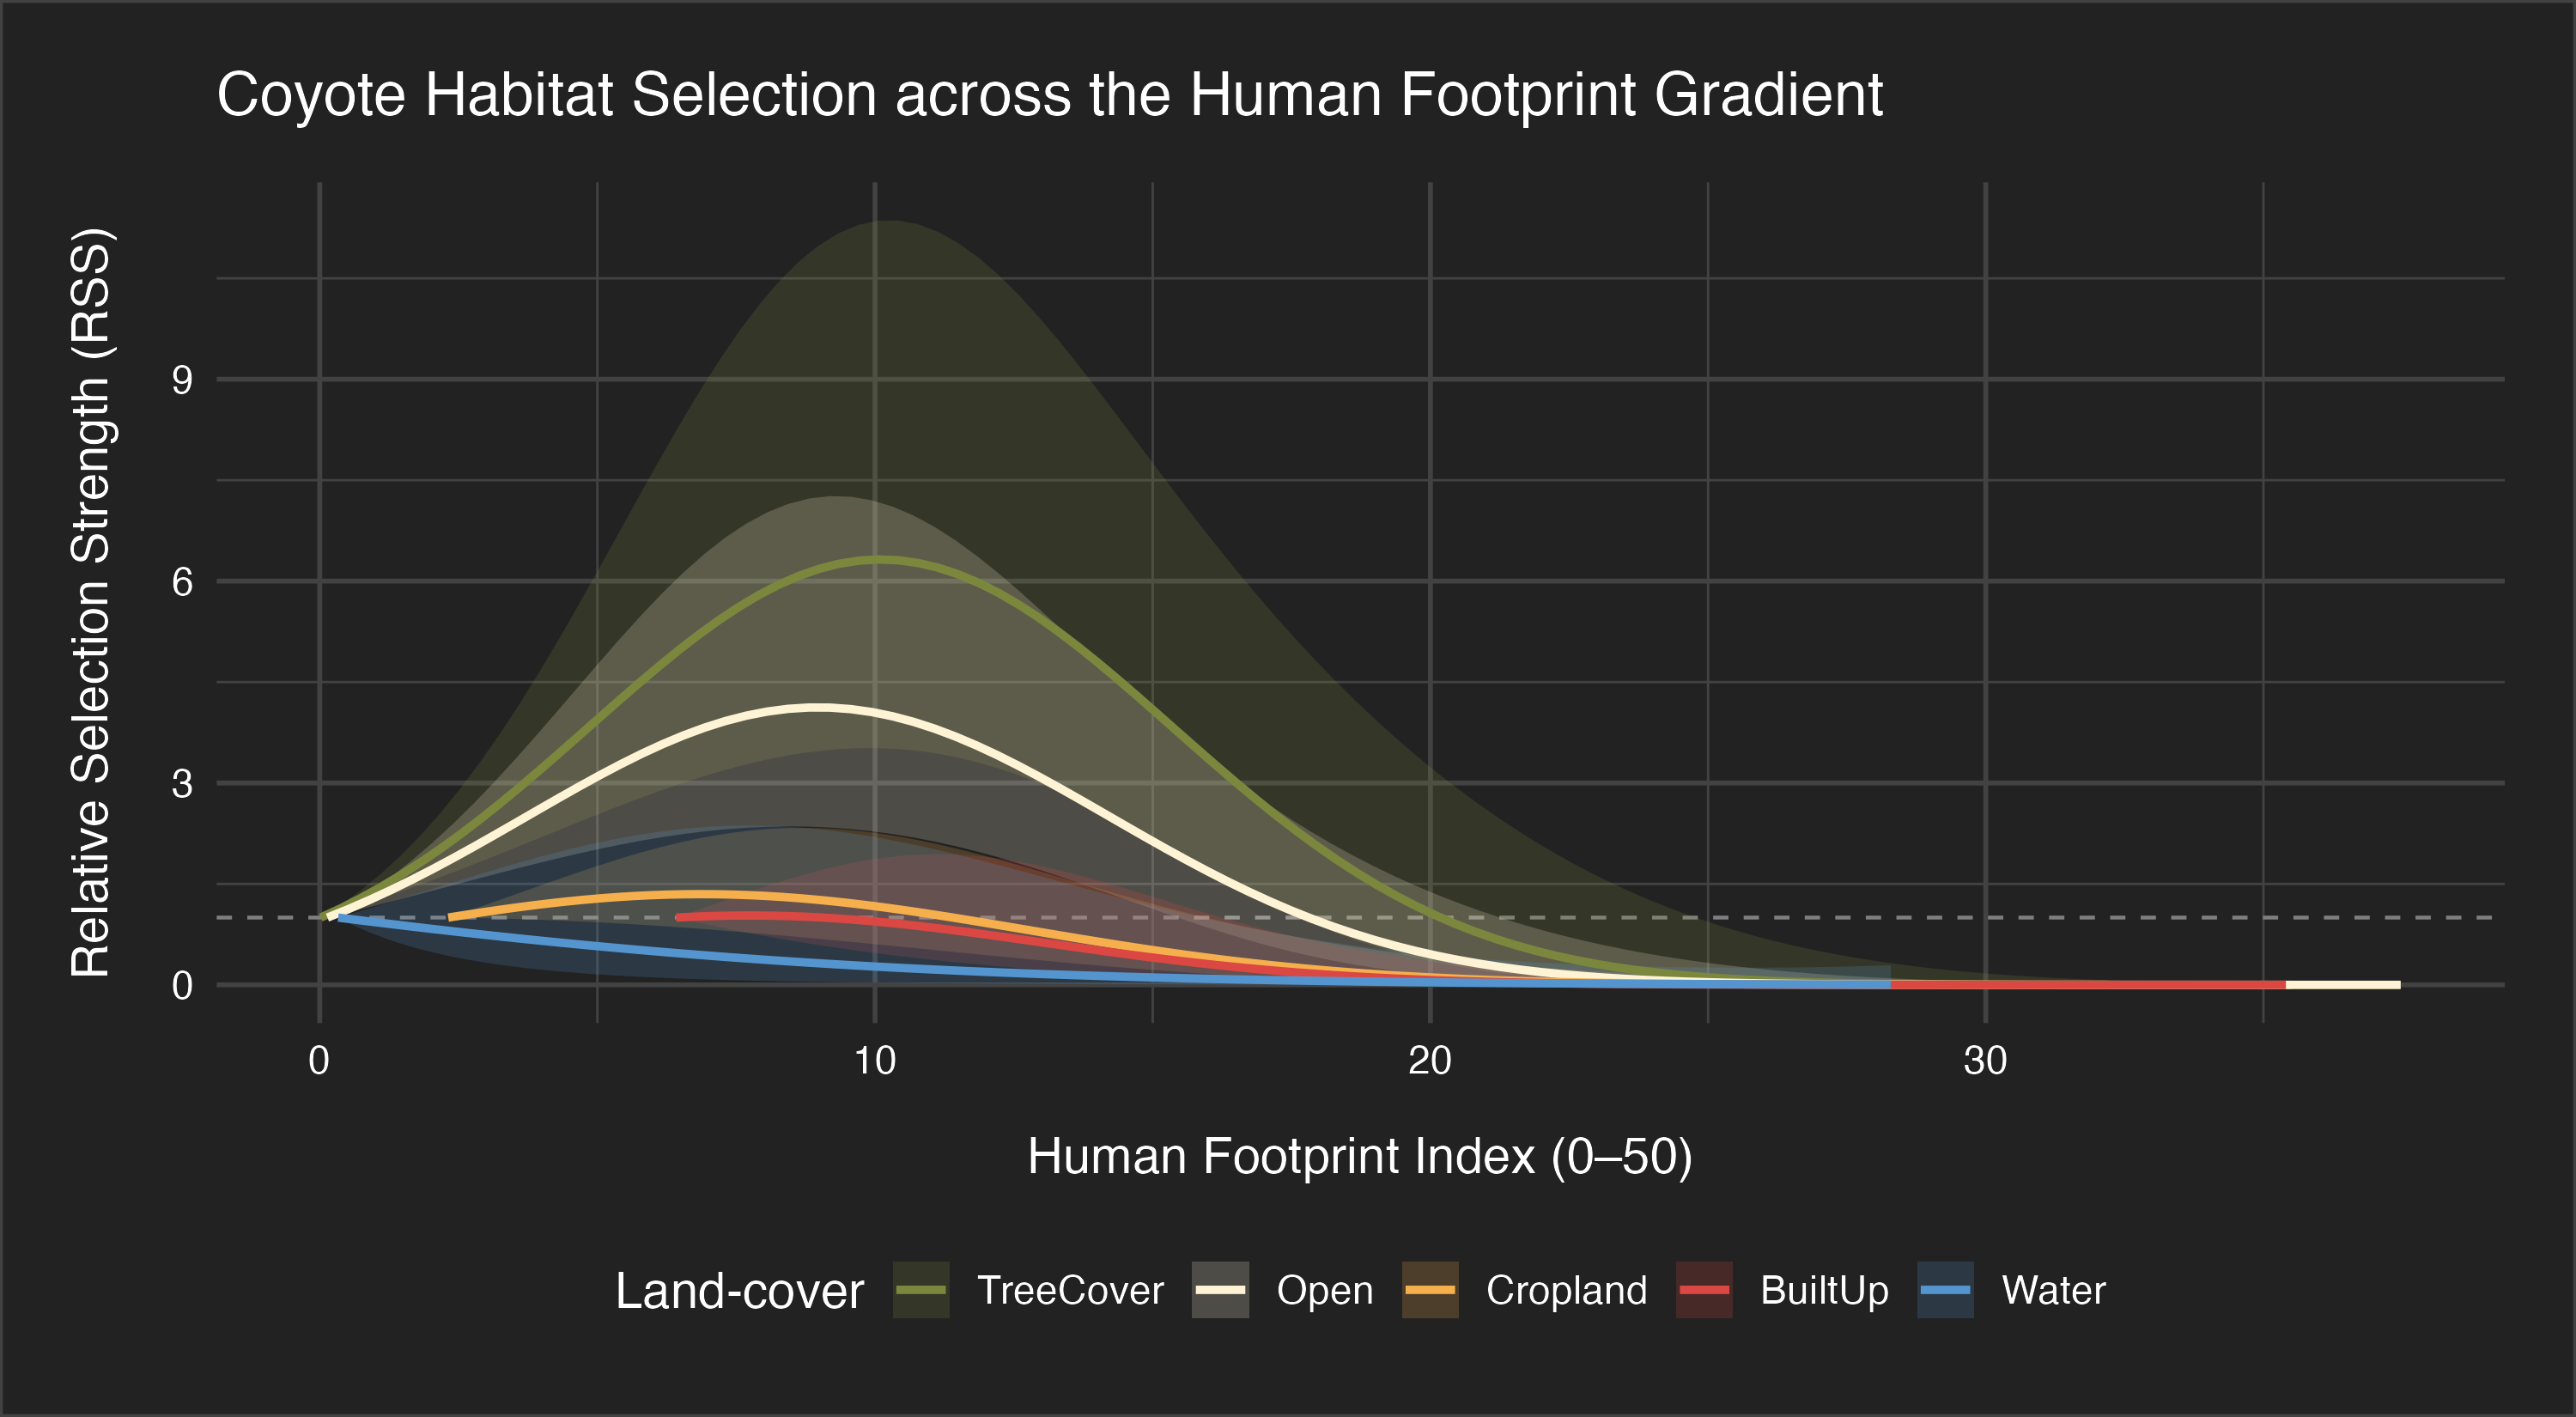 Coyote Habitat Selection across the Human Footprint Gradient
Relative Selection Strength (RSS)
9
6
3
0
0 10 20 30
Human Footprint Index (0–50)
Land-cover TreeCover Open Cropland BuiltUp Water